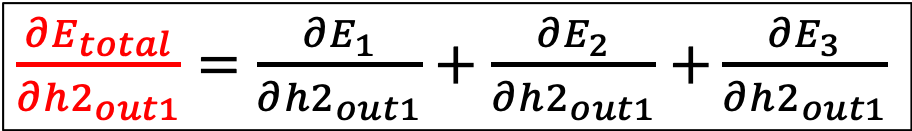 ∂E_total/∂h2_out1 = ∂E_1/∂h2_out1 + ∂E_2/∂h2_out1 + ∂E_3/∂h2_out1